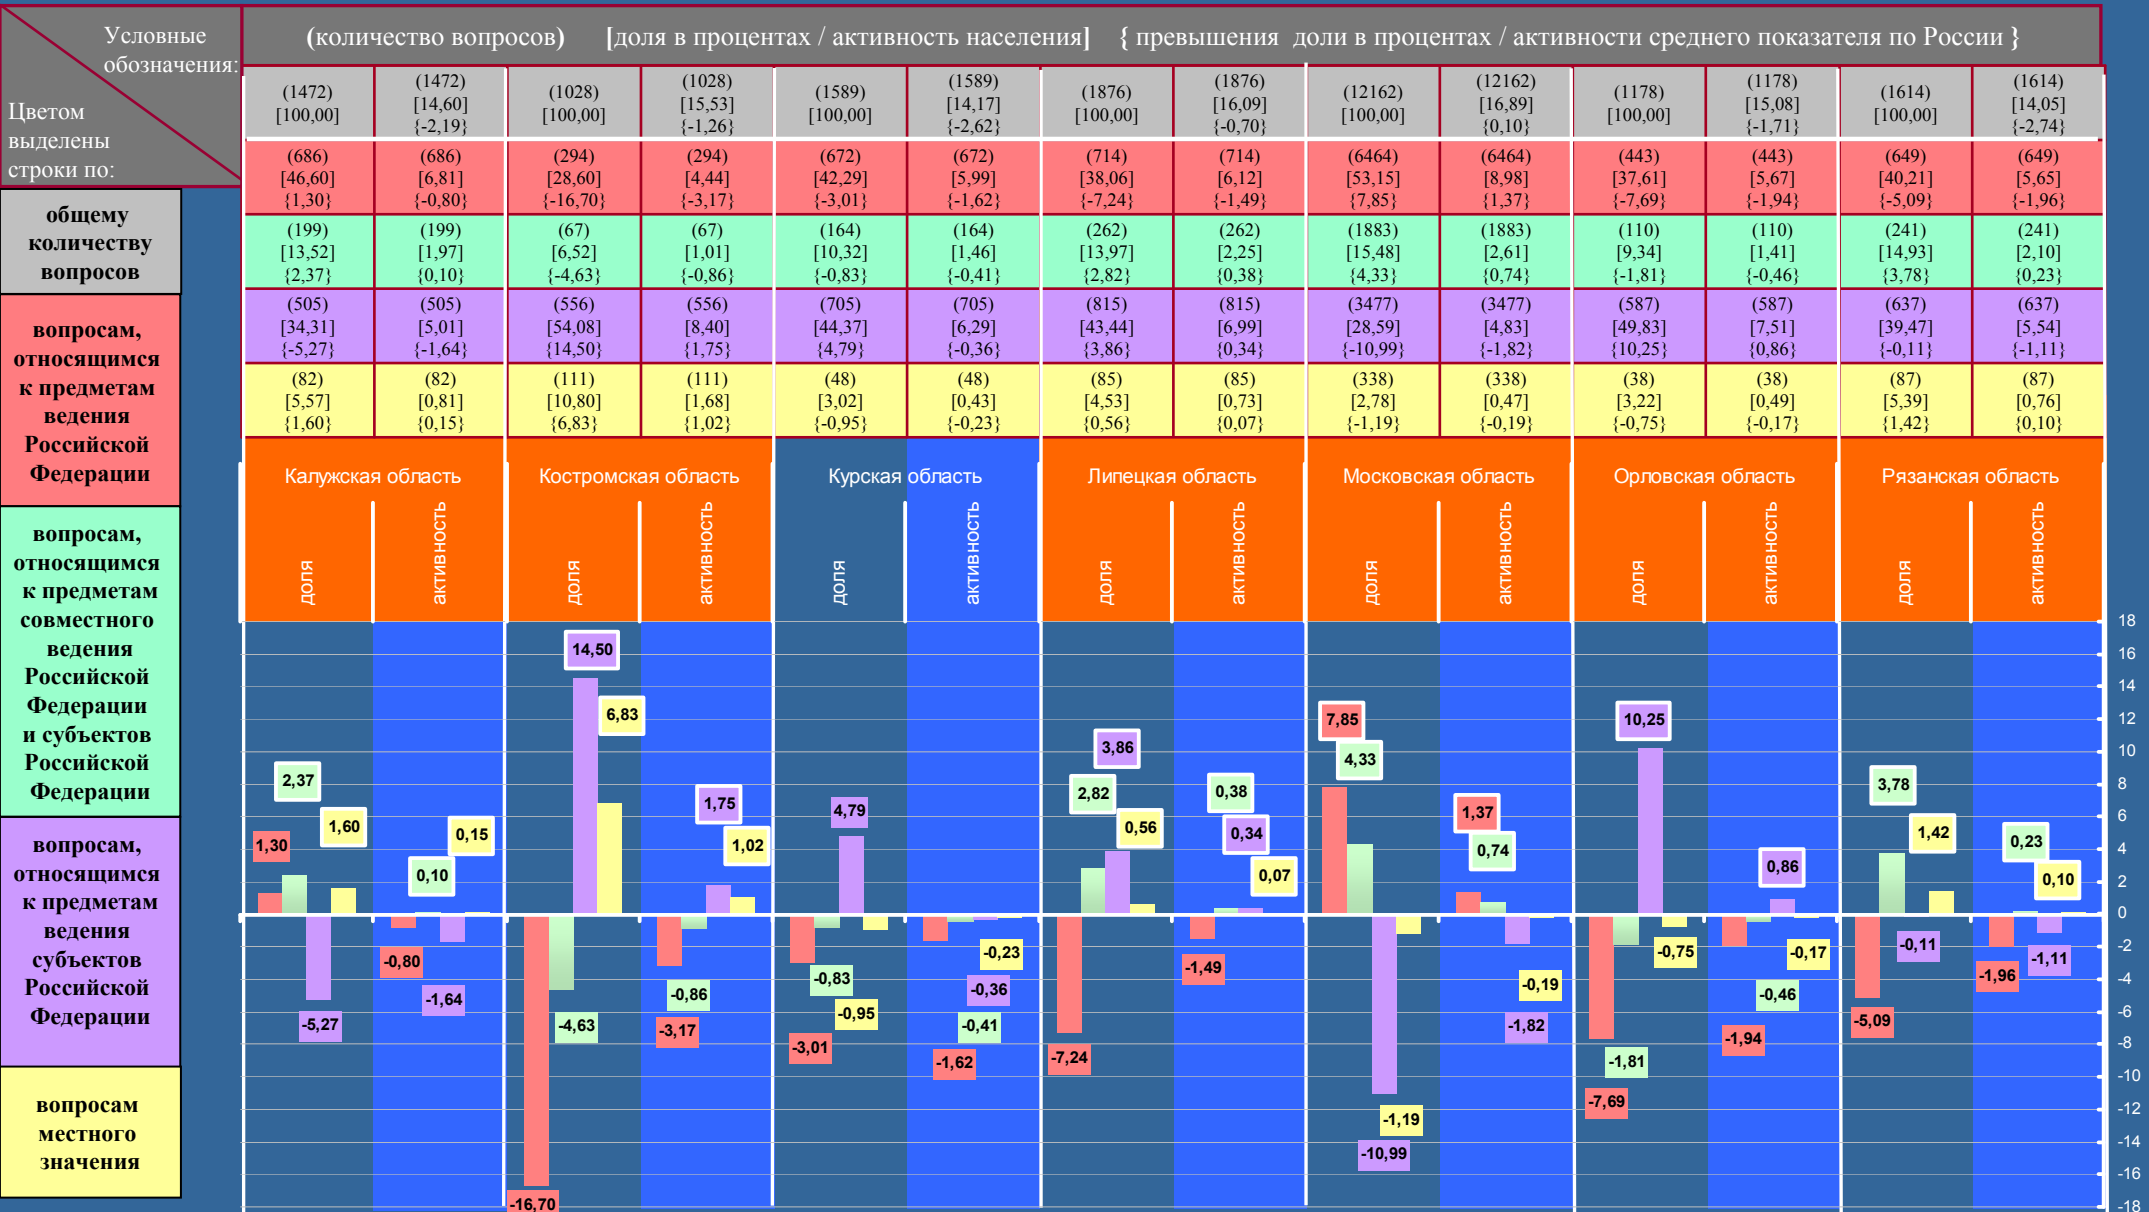 Условные
обозначения:
Цветом
выделены
строки по:
(количество вопросов) [доля в процентах / активность населения] { превышения доли в процентах / активности среднего показателя по России }
(1472) (1472) (1028) (1028) (1589) (1589) (1876) (1876) (12162) (12162) (1178) (1178) (1614) (1614)
[100,00] [14,60] [100,00] [15,53] [100,00] [14,17] [100,00] [16,09] [100,00] [16,89] [100,00] [15,08] [100,00] [14,05]
{-2,19} {-1,26} {-2,62} {-0,70} {0,10} {-1,71} {-2,74}
(686) (686) (294) (294) (672) (672) (714) (714) (6464) (6464) (443) (443) (649) (649)
[46,60] [6,81] [28,60] [4,44] [42,29] [5,99] [38,06] [6,12] [53,15] [8,98] [37,61] [5,67] [40,21] [5,65]
{1,30} {-0,80} {-16,70} {-3,17} {-3,01} {-1,62} {-7,24} {-1,49} {7,85} {1,37} {-7,69} {-1,94} {-5,09} {-1,96}
(199) (199) (67) (67) (164) (164) (262) (262) (1883) (1883) (110) (110) (241) (241)
[13,52] [1,97] [6,52] [1,01] [10,32] [1,46] [13,97] [2,25] [15,48] [2,61] [9,34] [1,41] [14,93] [2,10]
{2,37} {0,10} {-4,63} {-0,86} {-0,83} {-0,41} {2,82} {0,38} {4,33} {0,74} {-1,81} {-0,46} {3,78} {0,23}
(505) (505) (556) (556) (705) (705) (815) (815) (3477) (3477) (587) (587) (637) (637)
[34,31] [5,01] [54,08] [8,40] [44,37] [6,29] [43,44] [6,99] [28,59] [4,83] [49,83] [7,51] [39,47] [5,54]
{-5,27} {-1,64} {14,50} {1,75} {4,79} {-0,36} {3,86} {0,34} {-10,99} {-1,82} {10,25} {0,86} {-0,11} {-1,11}
(82) (82) (111) (111) (48) (48) (85) (85) (338) (338) (38) (38) (87) (87)
[5,57] [0,81] [10,80] [1,68] [3,02] [0,43] [4,53] [0,73] [2,78] [0,47] [3,22] [0,49] [5,39] [0,76]
{1,60} {0,15} {6,83} {1,02} {-0,95} {-0,23} {0,56} {0,07} {-1,19} {-0,19} {-0,75} {-0,17} {1,42} {0,10}
общему
количеству
вопросов
вопросам,
относящимся
к предметам
ведения
Российской
Федерации
вопросам,
относящимся
к предметам
совместного
ведения
Российской
Федерации
и субъектов
Российской
Федерации
вопросам,
относящимся
к предметам
ведения
субъектов
Российской
Федерации
вопросам
местного
значения
Калужская область Костромская область Курская область Липецкая область Московская область Орловская область Рязанская область
доля активность доля активность доля активность доля активность доля активность доля активность доля активность
1,30
2,37
-5,27
1,60
-0,80
0,10
-1,64
0,15
-16,70
-4,63
14,50
6,83
-3,17
-0,86
1,75
1,02
-3,01
-0,83
4,79
-0,95
-1,62
-0,41
-0,36
-0,23
-7,24
2,82
3,86
0,56
-1,49
0,38
0,34
0,07
7,85
4,33
-10,99
-1,19
1,37
0,74
-1,82
-0,19
-7,69
-1,81
10,25
-0,75
-1,94
-0,46
0,86
-0,17
-5,09
3,78
-0,11
1,42
-1,96
0,23
-1,11
0,10
18
16
14
12
10
8
6
4
2
0
-2
-4
-6
-8
-10
-12
-14
-16
-18